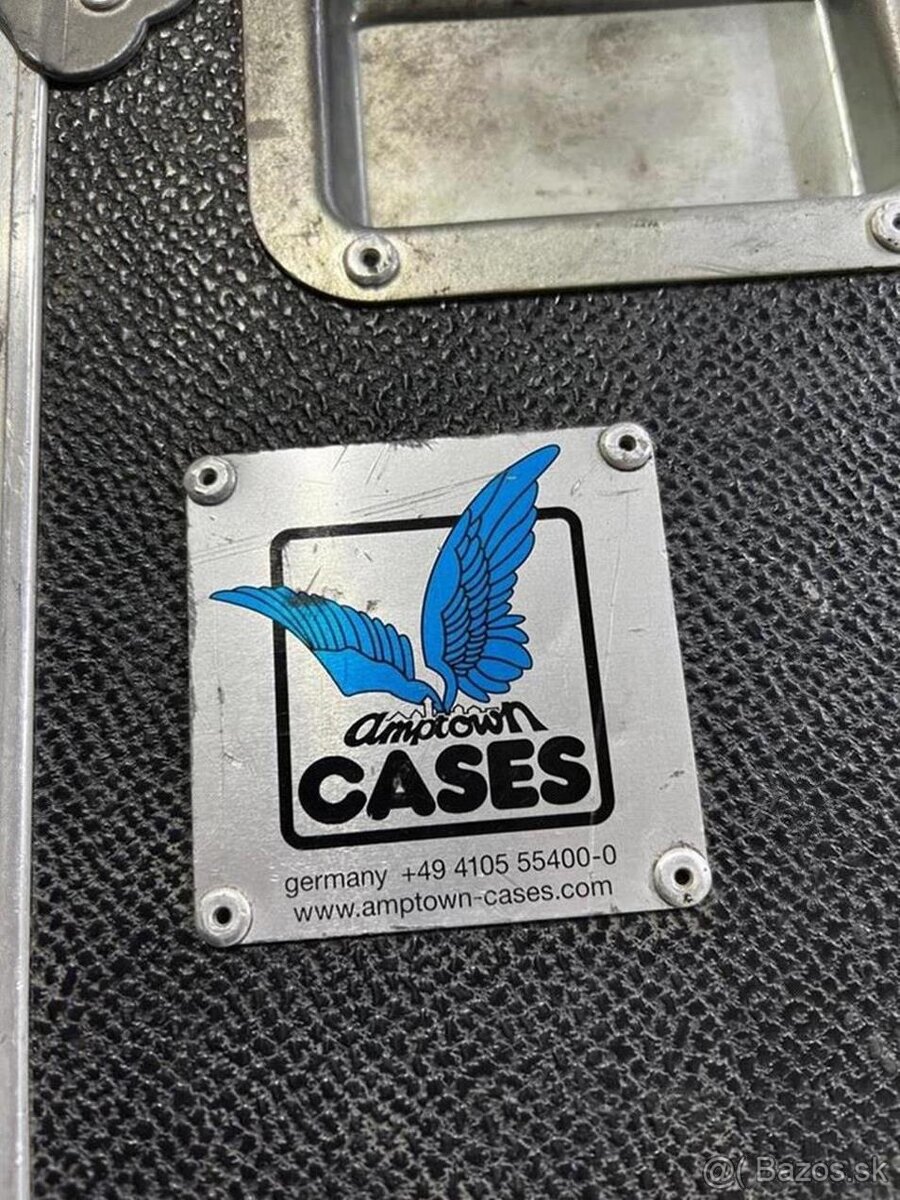 amptown
CASES
germany +49 4105 55400-0
www.amptown-cases.com
@( Bazos.sk